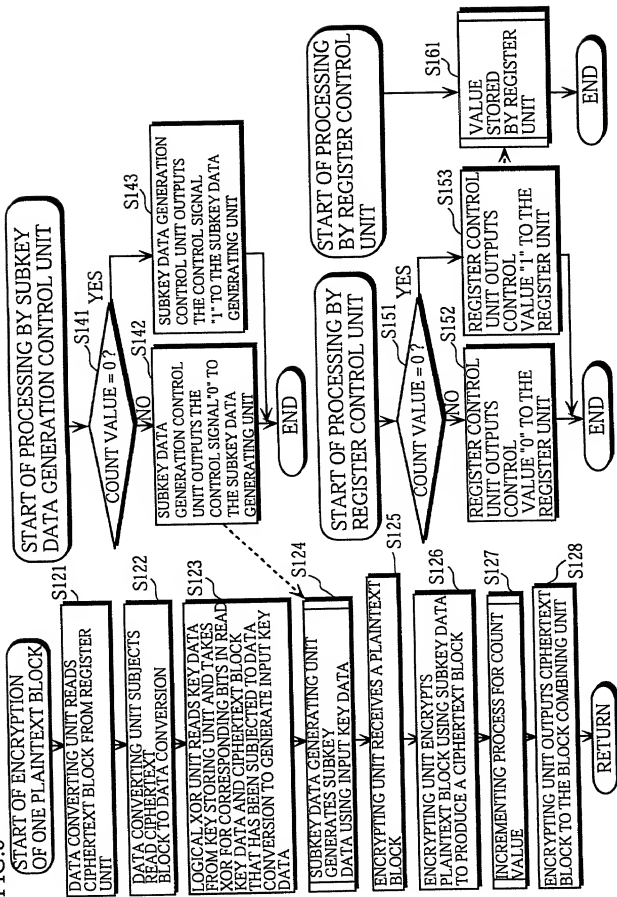 START OF ENCRYPTION
OF ONE PLAINTEXT BLOCK
S121
DATA CONVERTING UNIT READS
CIPHERTEXT BLOCK FROM REGISTER
UNIT
S122
DATA CONVERTING UNIT SUBJECTS
READ CIPHERTEXT
BLOCK TO DATA CONVERSION
S123
LOGICAL XOR UNIT READS KEY DATA
FROM KEY STORING UNIT AND TAKES
XOR FOR CORRESPONDING BITS IN READ
KEY DATA AND CIPHERTEXT BLOCK
THAT HAS BEEN SUBJECTED TO DATA
CONVERSION TO GENERATE INPUT KEY
DATA
S124
SUBKEY DATA GENERATING UNIT
GENERATES SUBKEY
DATA USING INPUT KEY DATA
S125
ENCRYPTING UNIT RECEIVES A PLAINTEXT
BLOCK
S126
ENCRYPTING UNIT ENCRYPTS
PLAINTEXT BLOCK USING SUBKEY DATA
TO PRODUCE A CIPHERTEXT BLOCK
S127
INCREMENTING PROCESS FOR COUNT
VALUE
S128
ENCRYPTING UNIT OUTPUTS CIPHERTEXT
BLOCK TO THE BLOCK COMBINING UNIT
RETURN
START OF PROCESSING BY SUBKEY
DATA GENERATION CONTROL UNIT
S141
COUNT VALUE = 0 ?
YES
NO
S142
SUBKEY DATA
GENERATION CONTROL
UNIT OUTPUTS THE
CONTROL SIGNAL "0" TO
THE SUBKEY DATA
GENERATING UNIT
S143
SUBKEY DATA GENERATION
CONTROL UNIT OUTPUTS
THE CONTROL SIGNAL
"1" TO THE SUBKEY DATA
GENERATING UNIT
END
START OF PROCESSING BY
REGISTER CONTROL UNIT
S151
COUNT VALUE = 0 ?
YES
NO
S152
REGISTER CONTROL
UNIT OUTPUTS
CONTROL
VALUE "0" TO THE
REGISTER UNIT
S153
REGISTER CONTROL
UNIT OUTPUTS
CONTROL
VALUE "1" TO THE
REGISTER UNIT
END
START OF PROCESSING
BY REGISTER CONTROL
UNIT
S161
VALUE
STORED
BY REGISTER
UNIT
END